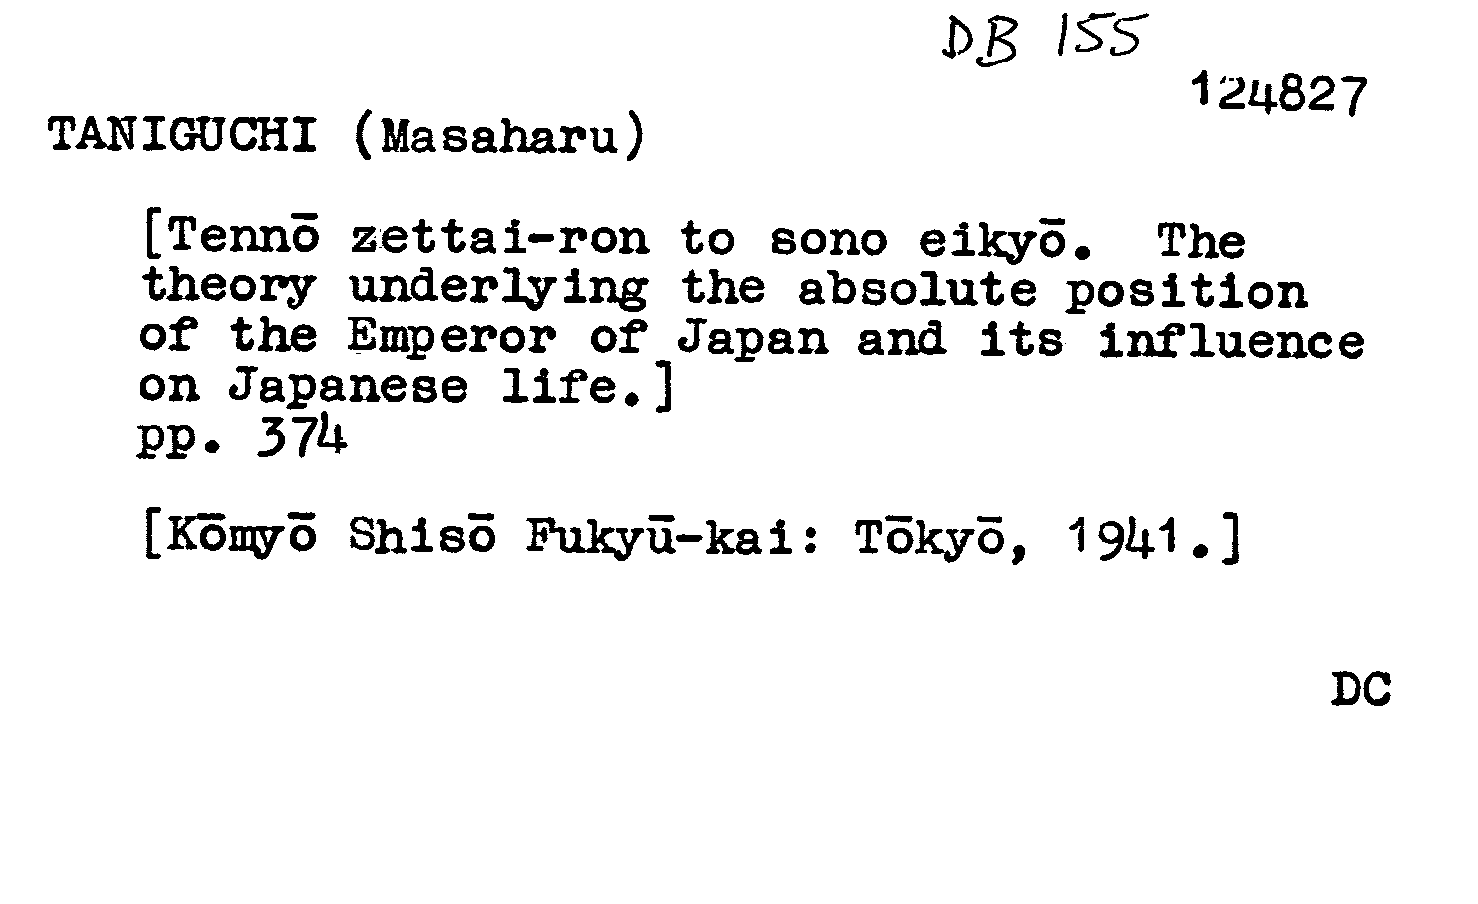 DB 155
124827
TANIGUCHI (Masaharu)
[Tennō zettai-ron to sono eikyō. The
theory underlying the absolute position
of the Emperor of Japan and its influence
on Japanese life.]
pp. 374
[Kōmyō Shisō Fukyū-kai: Tōkyō, 1941.]
DC